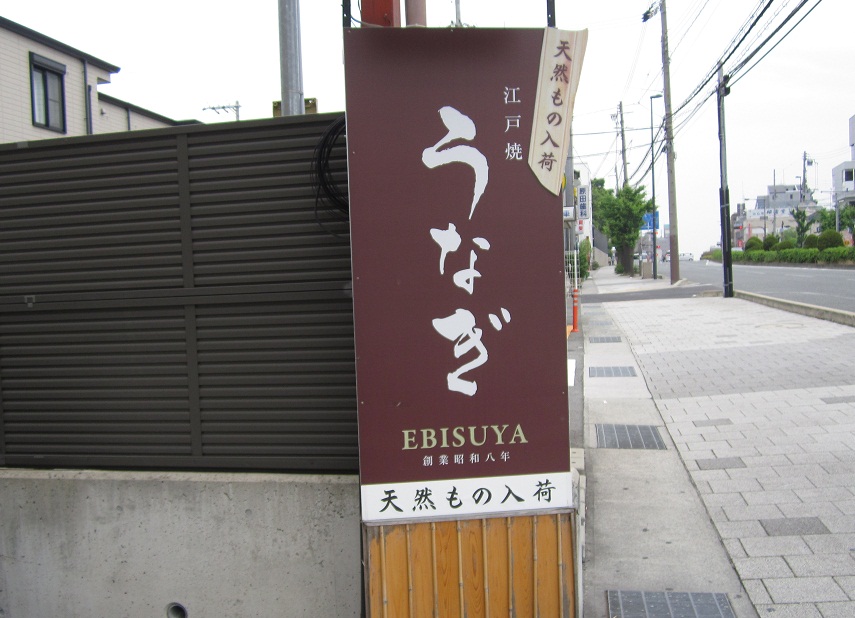 天然もの入荷
江戸焼
うなぎ
EBISUYA
創業昭和八年
天然もの入荷